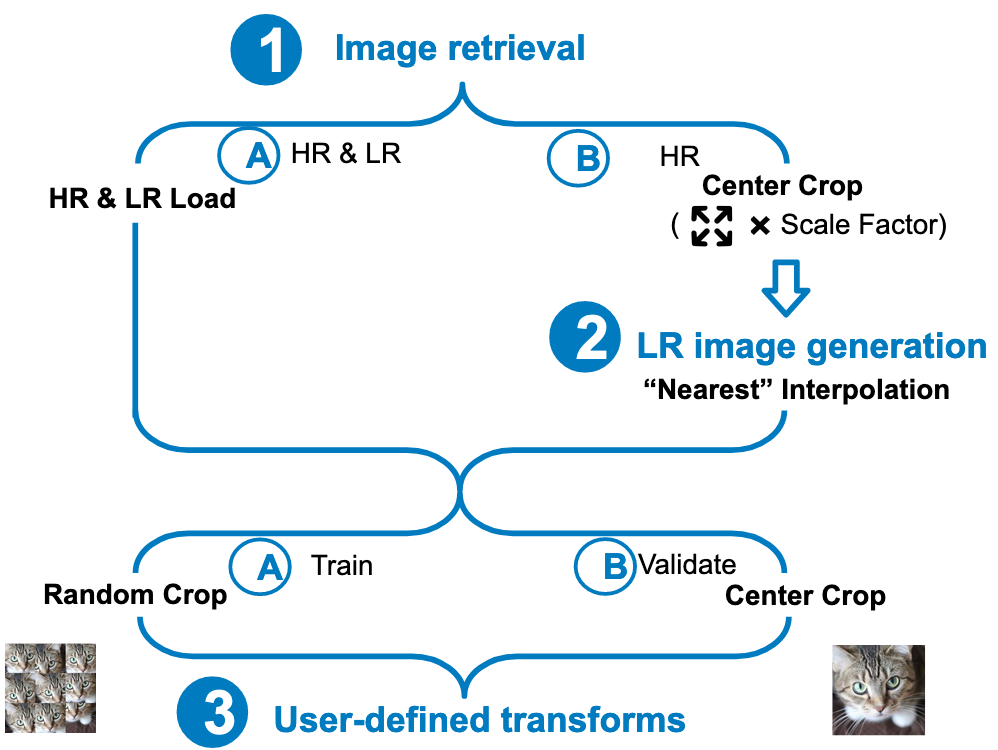 1 Image retrieval
A HR & LR
B HR
HR & LR Load
Center Crop
( × Scale Factor)
2 LR image generation
“Nearest” Interpolation
A Train
B Validate
Random Crop
Center Crop
3 User-defined transforms